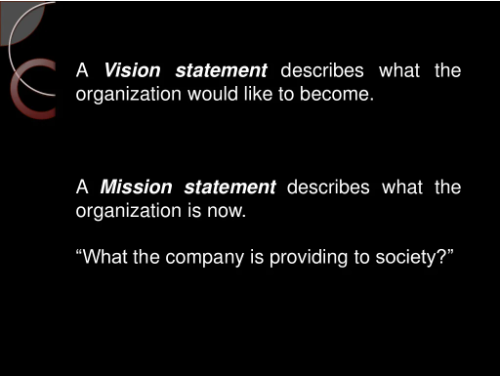 A Vision statement describes what the
organization would like to become.
A Mission statement describes what the
organization is now.
“What the company is providing to society?”